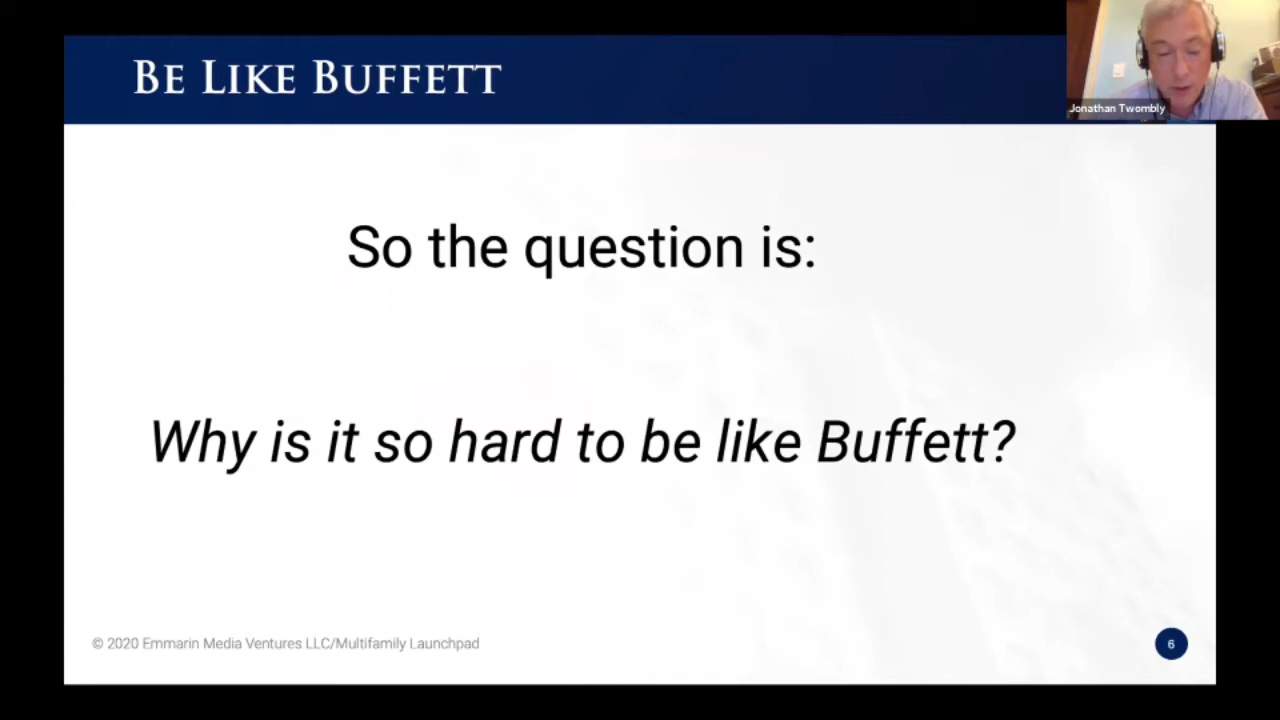 BE LIKE BUFFETT
Jonathan Twombly
So the question is:
Why is it so hard to be like Buffett?
© 2020 Emmarin Media Ventures LLC/Multifamily Launchpad
6